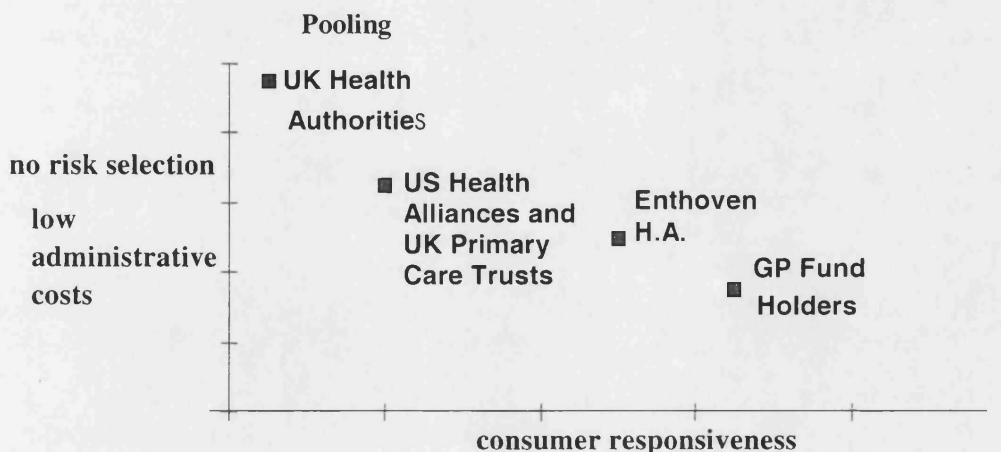 Pooling
UK Health
Authorities
no risk selection
low
administrative
costs
US Health
Alliances and
UK Primary
Care Trusts
Enthoven
H.A.
GP Fund
Holders
consumer responsiveness